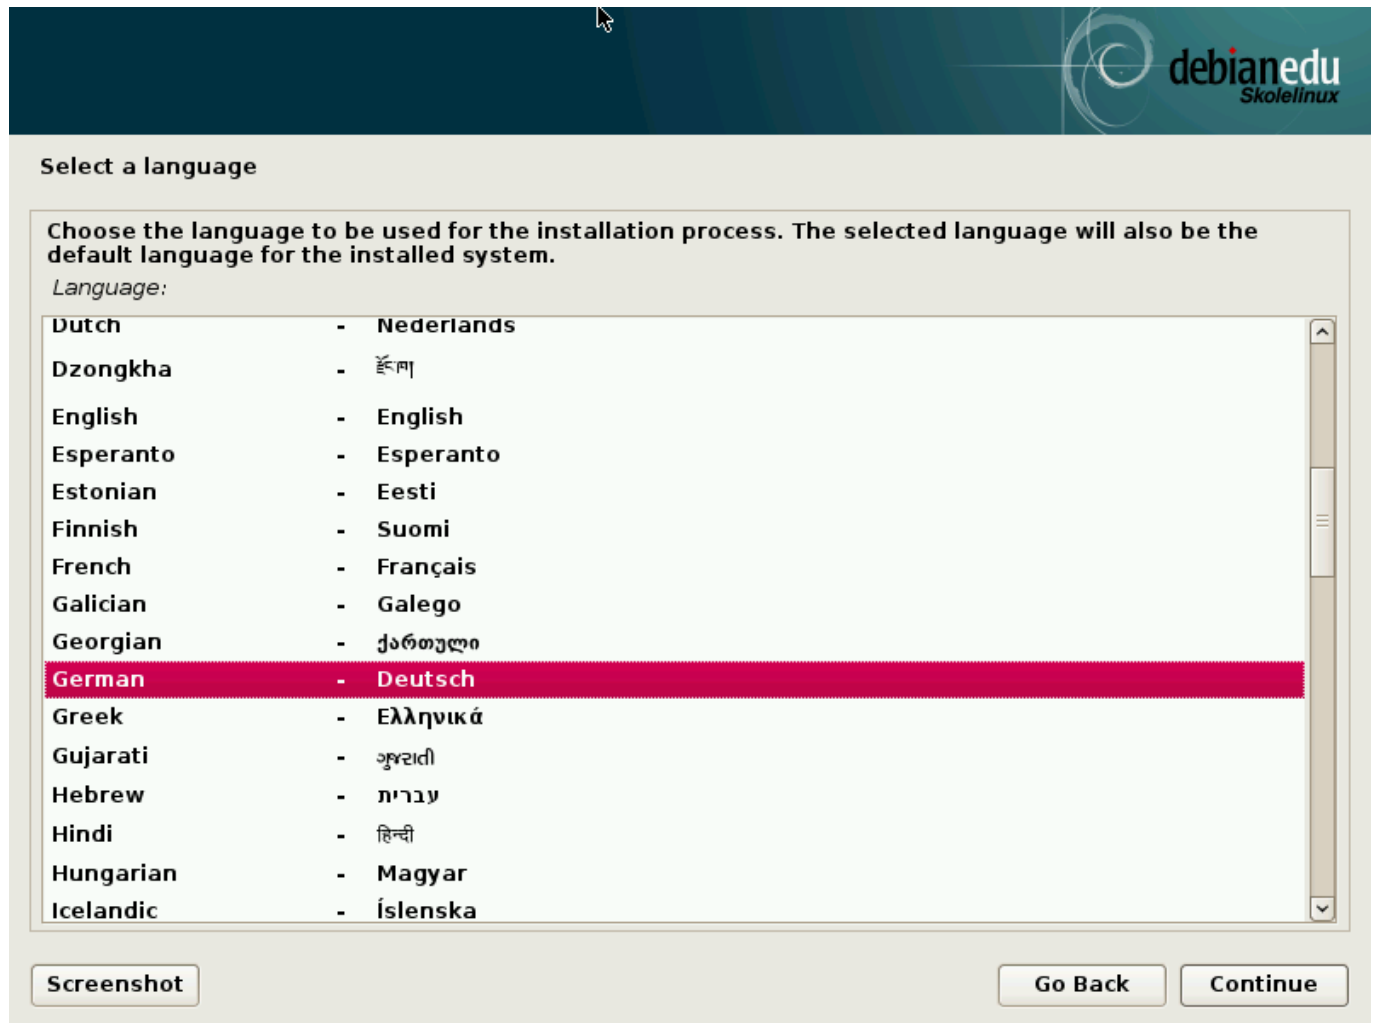 debianedu
Skolelinux
Select a language
Choose the language to be used for the installation process. The selected language will also be the
default language for the installed system.
Language:
Dutch - Nederlands
Dzongkha - རྫོང་ཁ།
English - English
Esperanto - Esperanto
Estonian - Eesti
Finnish - Suomi
French - Français
Galician - Galego
Georgian - ქართული
German - Deutsch
Greek - Ελληνικά
Gujarati - ગુજરાતી
Hebrew - עברית
Hindi - हिन्दी
Hungarian - Magyar
Icelandic - Íslenska
Screenshot Go Back Continue